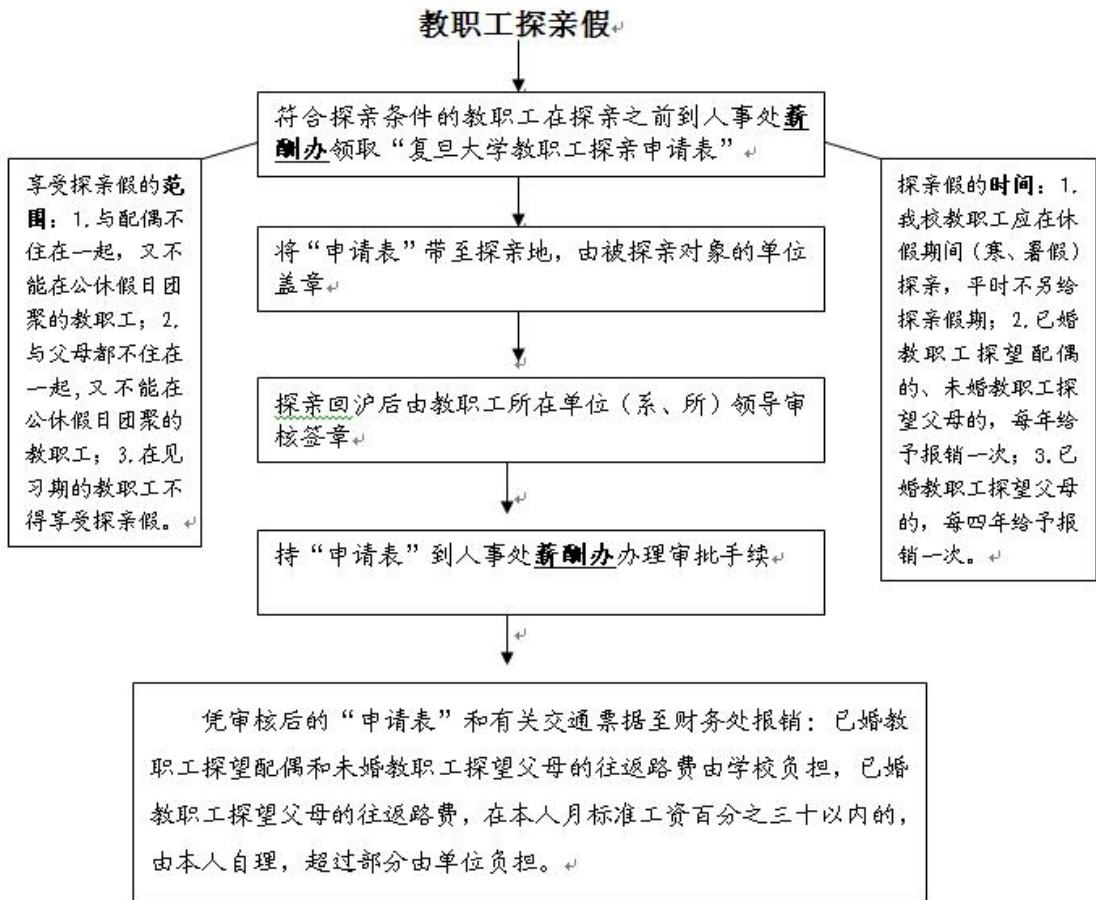 教职工探亲假
符合探亲条件的教职工在探亲之前到人事处薪
酬办领取“复旦大学教职工探亲申请表”
享受探亲假的范
围：1.与配偶不
住在一起，又不
能在公休假日团
聚的教职工；2.
与父母都不住在
一起,又不能在
公休假日团聚的
教职工；3.在见
习期的教职工不
得享受探亲假。
探亲假的时间：1.
我校教职工应在休
假期间（寒、暑假）
探亲，平时不另给
探亲假期；2.已婚
教职工探望配偶
的、未婚教职工探
望父母的，每年给
予报销一次；3.已
婚教职工探望父母
的，每四年给予报
销一次。
将“申请表”带至探亲地，由被探亲对象的单位
盖章
探亲回沪后由教职工所在单位（系、所）领导审
核签章
持“申请表”到人事处薪酬办办理审批手续
凭审核后的“申请表”和有关交通票据至财务处报销：已婚教
职工探望配偶和未婚教职工探望父母的往返路费由学校负担，已婚
教职工探望父母的往返路费，在本人月标准工资百分之三十以内的，
由本人自理，超过部分由单位负担。